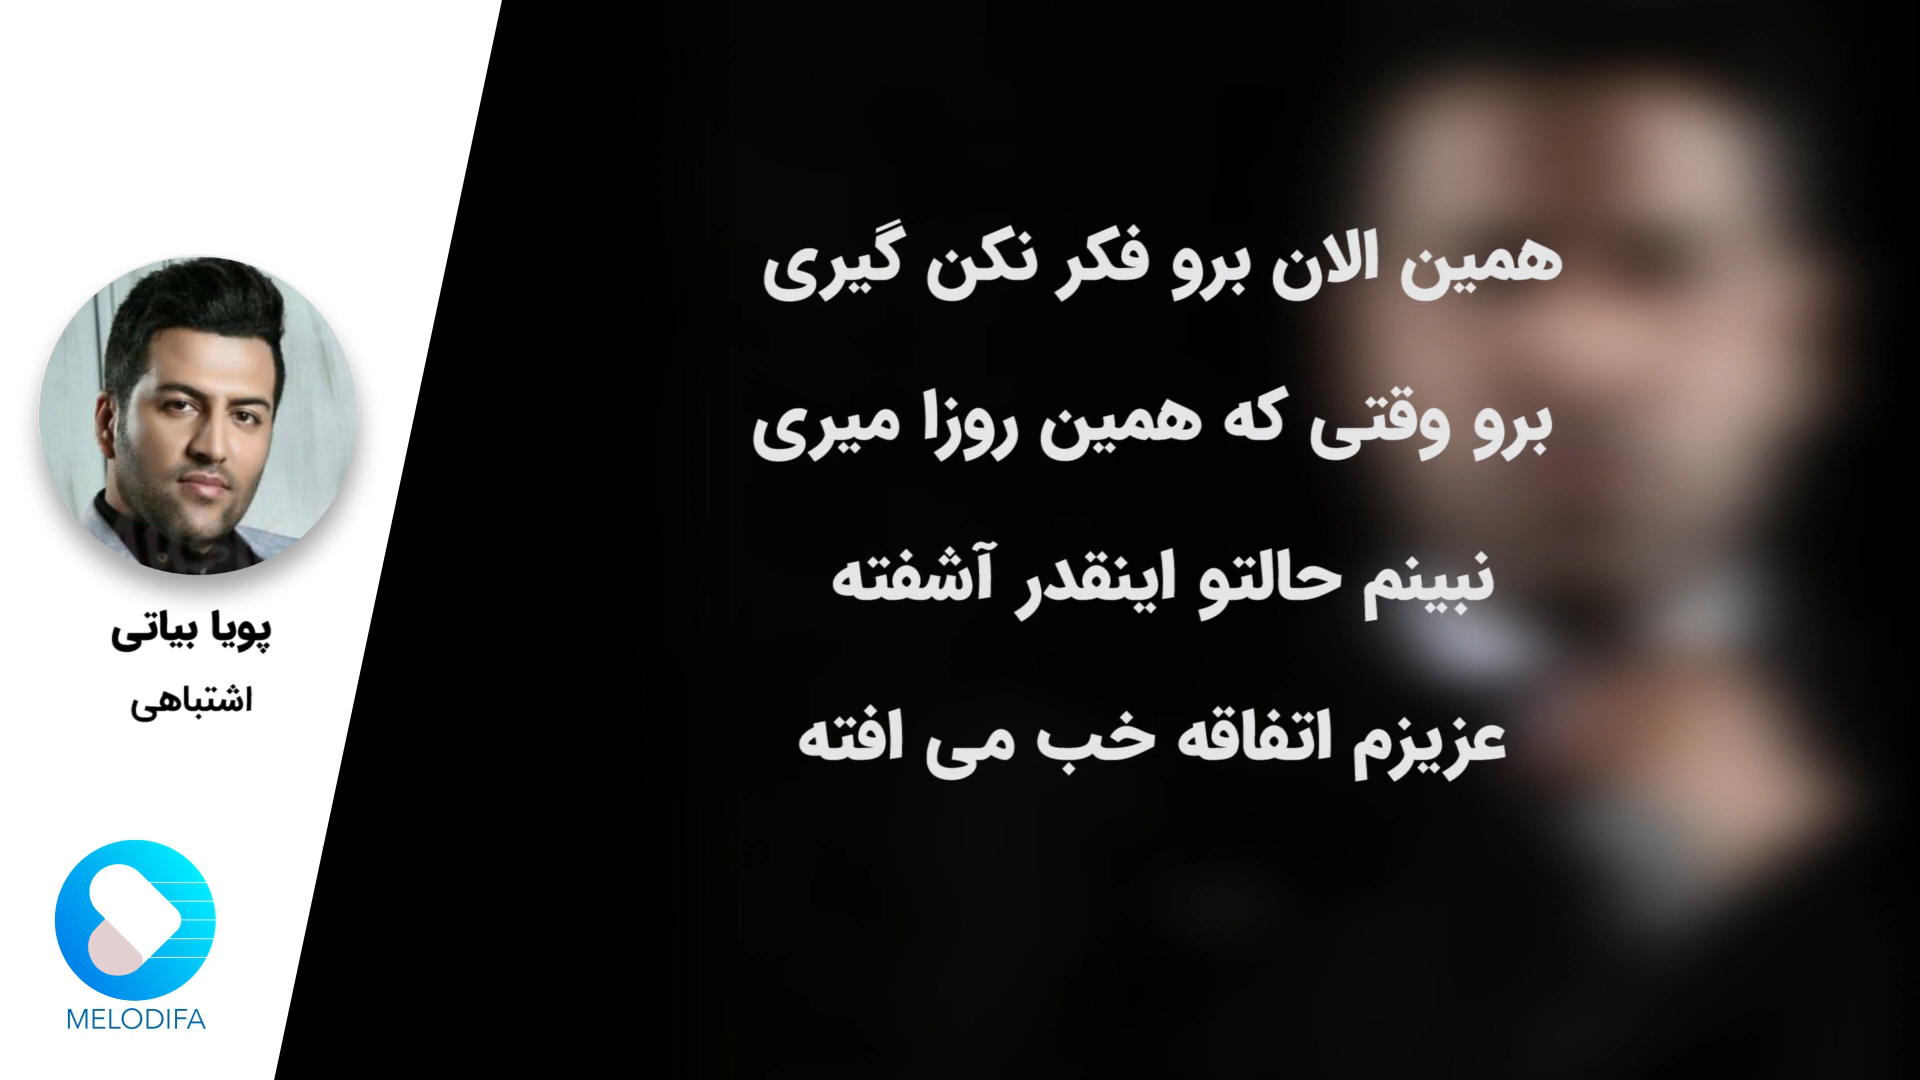 همین الان برو فکر نکن گیری
برو وقتی که همین روزا میری
نبینم حالتو اینقدر آشفته
عزیزم اتفاقه خب می افته
پویا بیاتی
اشتباهی
MELODIFA